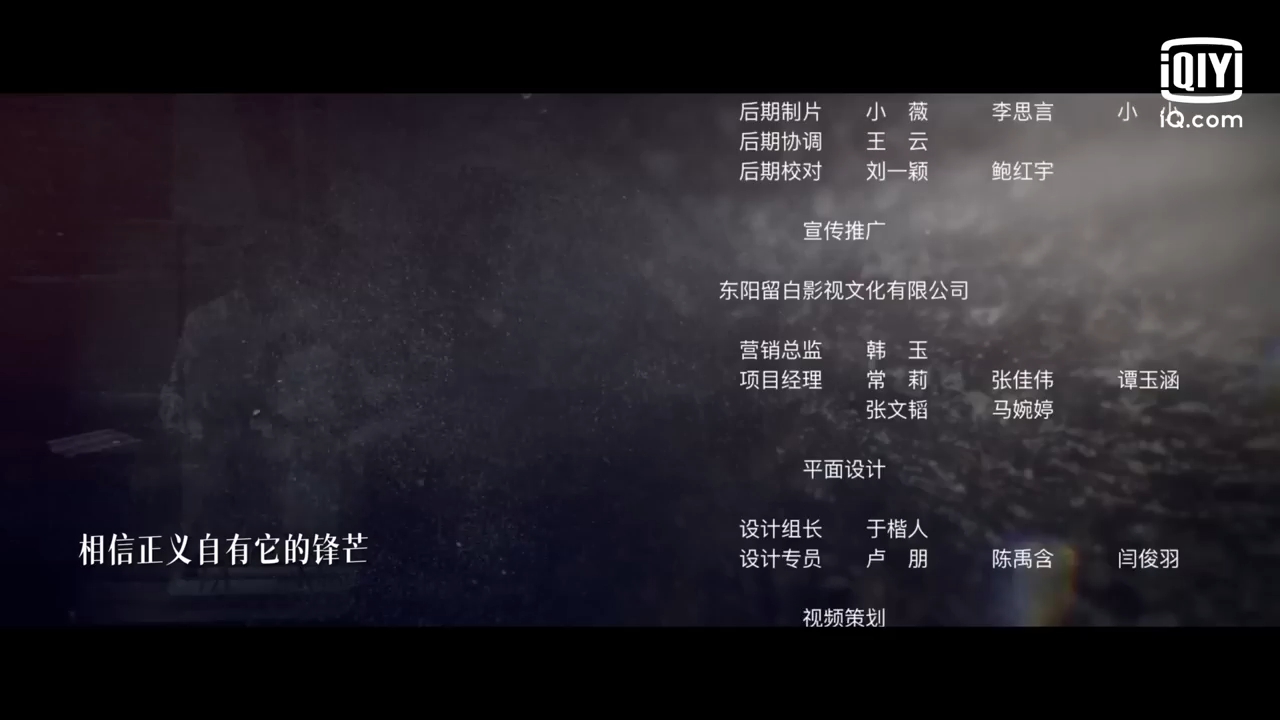 iQIYI
iQ.com
后期制片 小 薇 李思言 小 小
后期协调 王 云
后期校对 刘一颖 鲍红宇
宣传推广
东阳留白影视文化有限公司
营销总监 韩 玉
项目经理 常 莉 张佳伟 谭玉涵
张文韬 马婉婷
平面设计
设计组长 于楷人
设计专员 卢 朋 陈禹含 闫俊羽
视频策划
相信正义自有它的锋芒